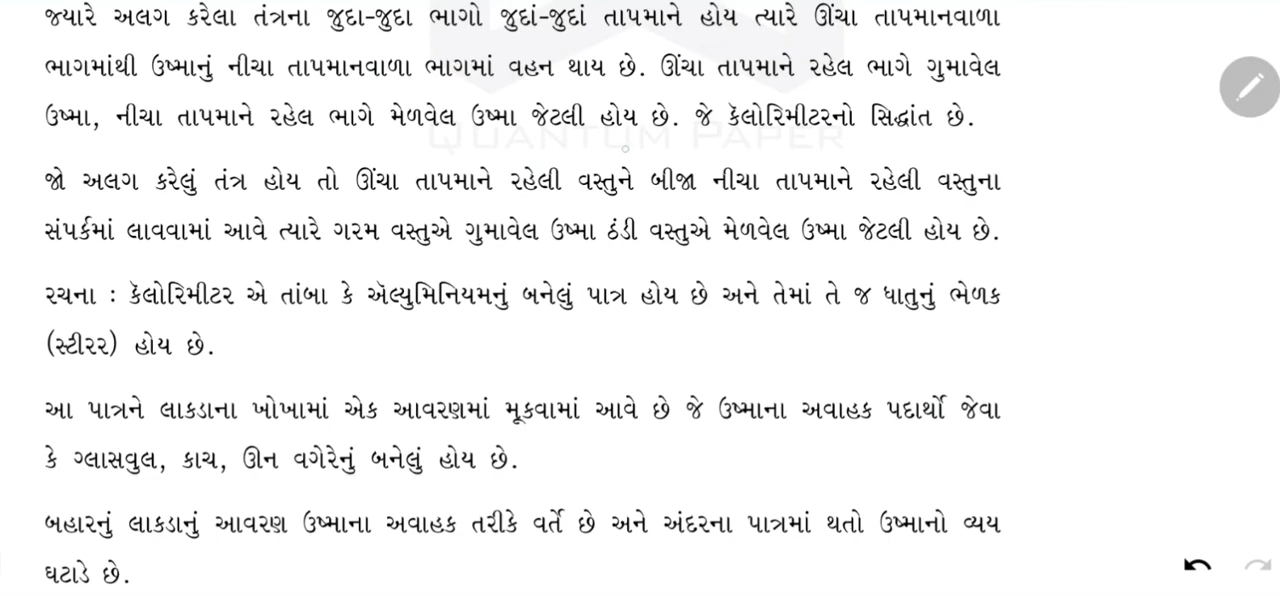 જ્યારે અલગ કરેલા તંત્રના જુદા-જુદા ભાગો જુદાં-જુદાં તાપમાને હોય ત્યારે ઊંચા તાપમાનવાળા
ભાગમાંથી ઉષ્માનું નીચા તાપમાનવાળા ભાગમાં વહન થાય છે. ઊંચા તાપમાને રહેલ ભાગે ગુમાવેલ
ઉષ્મા, નીચા તાપમાને રહેલ ભાગે મેળવેલ ઉષ્મા જેટલી હોય છે. જે કૅલોરિમીટરનો સિદ્ધાંત છે.
QUANTUM PAPER
જો અલગ કરેલું તંત્ર હોય તો ઊંચા તાપમાને રહેલી વસ્તુને બીજા નીચા તાપમાને રહેલી વસ્તુના
સંપર્કમાં લાવવામાં આવે ત્યારે ગરમ વસ્તુએ ગુમાવેલ ઉષ્મા ઠંડી વસ્તુએ મેળવેલ ઉષ્મા જેટલી હોય છે.
રચના : કૅલોરિમીટર એ તાંબા કે ઍલ્યુમિનિયમનું બનેલું પાત્ર હોય છે અને તેમાં તે જ ધાતુનું ભેળક
(સ્ટીરર) હોય છે.
આ પાત્રને લાકડાના ખોખામાં એક આવરણમાં મૂકવામાં આવે છે જે ઉષ્માના અવાહક પદાર્થો જેવા
કે ગ્લાસવુલ, કાચ, ઊન વગેરેનું બનેલું હોય છે.
બહારનું લાકડાનું આવરણ ઉષ્માના અવાહક તરીકે વર્તે છે અને અંદરના પાત્રમાં થતો ઉષ્માનો વ્યય
ઘટાડે છે.